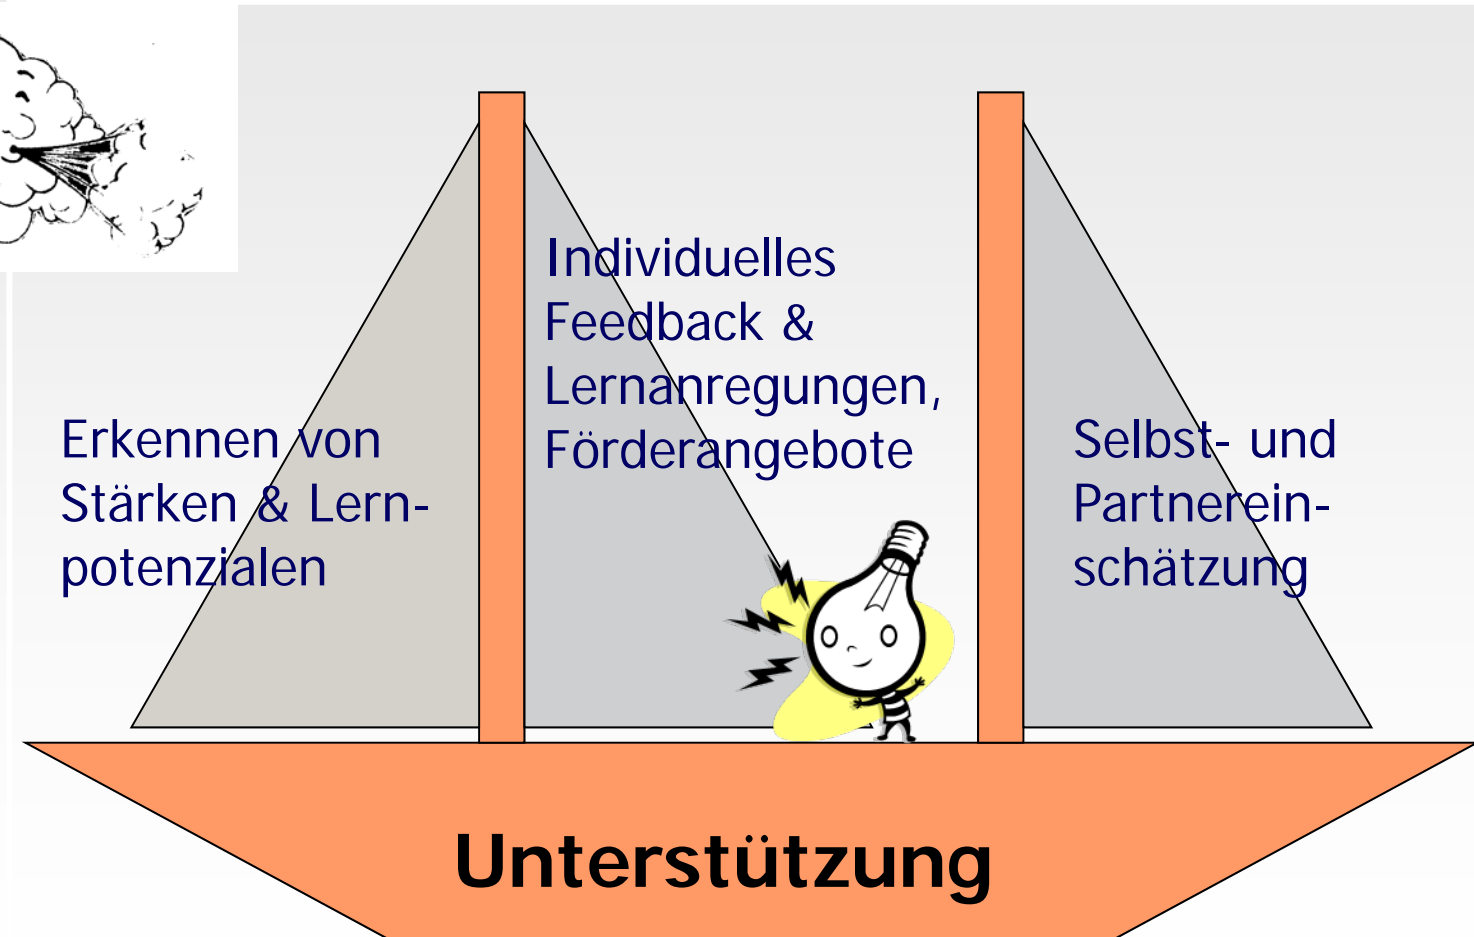 Individuelles
Feedback &
Lernanregungen,
Förderangebote
Erkennen von
Stärken & Lern-
potenzialen
Selbst- und
Partnerein-
schätzung
Unterstützung